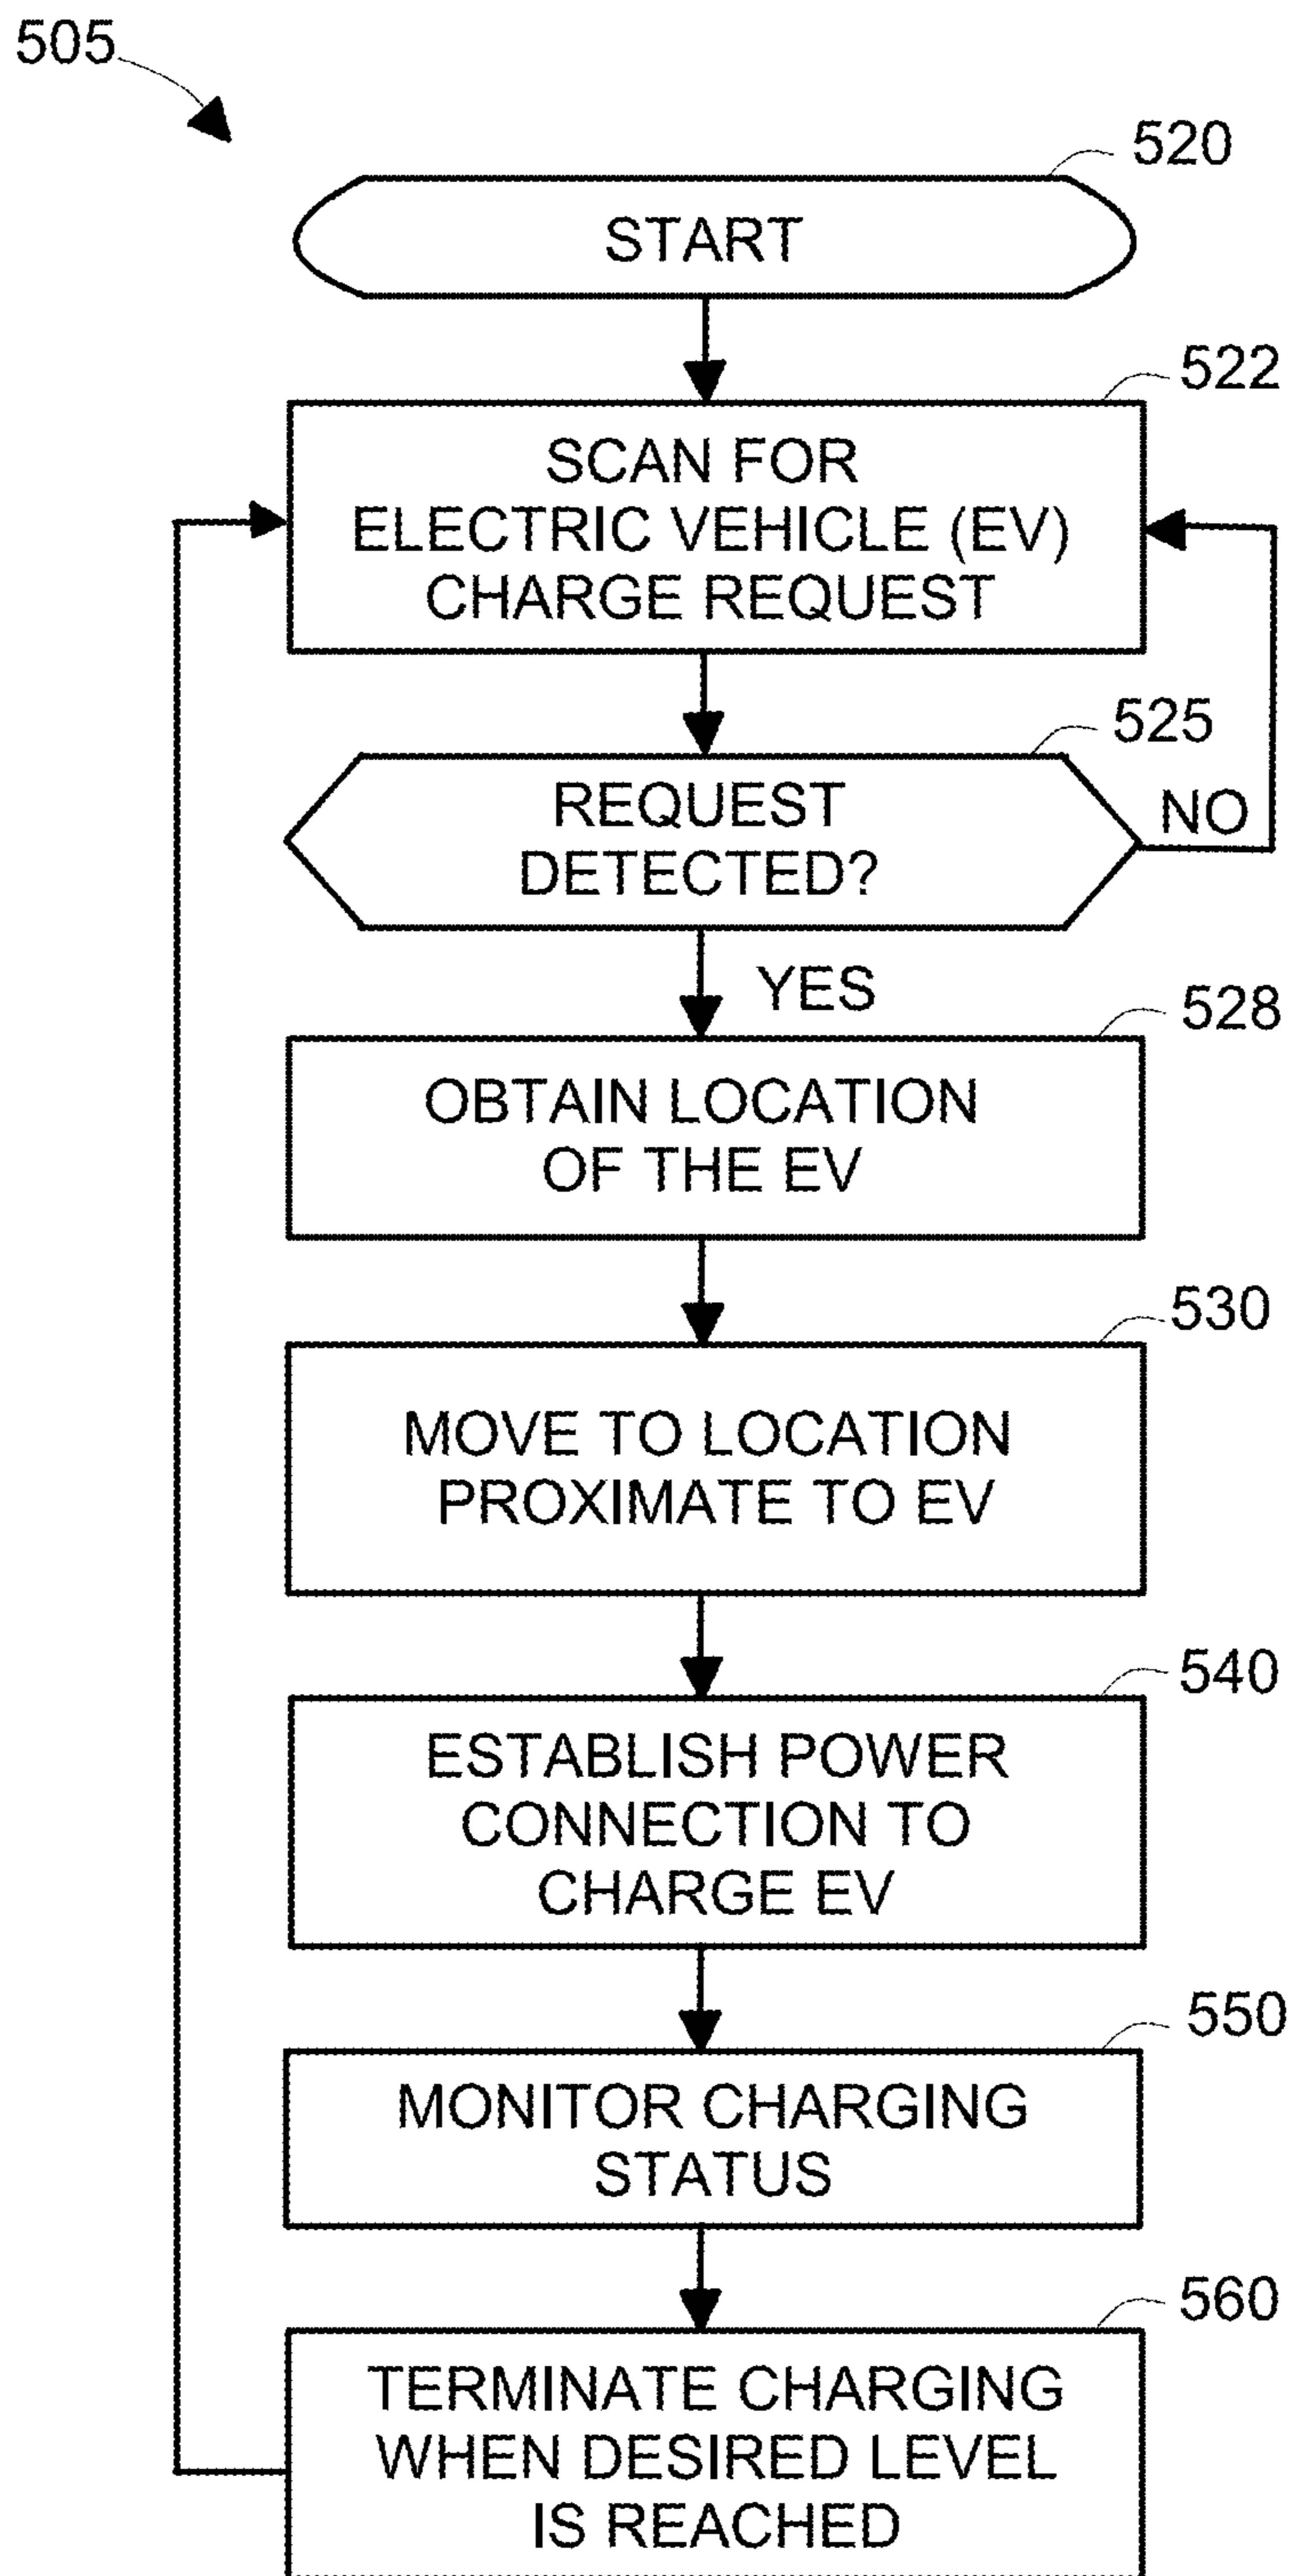 505
520
START
522
SCAN FOR
ELECTRIC VEHICLE (EV)
CHARGE REQUEST
525
REQUEST
DETECTED?
NO
YES
528
OBTAIN LOCATION
OF THE EV
530
MOVE TO LOCATION
PROXIMATE TO EV
540
ESTABLISH POWER
CONNECTION TO
CHARGE EV
550
MONITOR CHARGING
STATUS
560
TERMINATE CHARGING
WHEN DESIRED LEVEL
IS REACHED